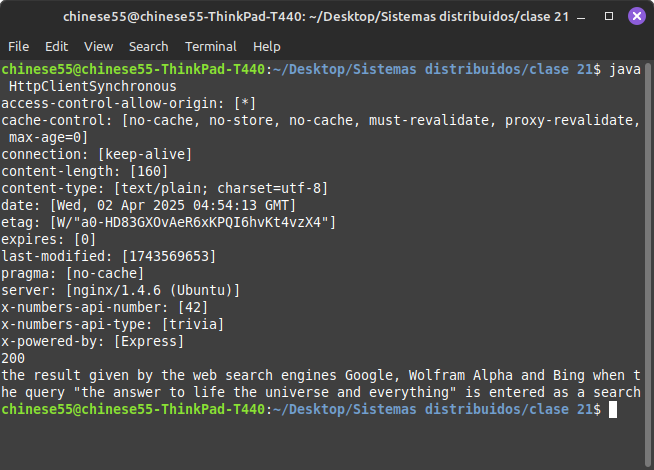 chinese55@chinese55-ThinkPad-T440: ~/Desktop/Sistemas distribuidos/clase 21
File Edit View Search Terminal Help
chinese55@chinese55-ThinkPad-T440:~/Desktop/Sistemas distribuidos/clase 21$ java
 HttpClientSynchronous
access-control-allow-origin: [*]
cache-control: [no-cache, no-store, no-cache, must-revalidate, proxy-revalidate,
 max-age=0]
connection: [keep-alive]
content-length: [160]
content-type: [text/plain; charset=utf-8]
date: [Wed, 02 Apr 2025 04:54:13 GMT]
etag: [W/"a0-HD83GXOvAeR6xKPQI6hvKt4vzX4"]
expires: [0]
last-modified: [1743569653]
pragma: [no-cache]
server: [nginx/1.4.6 (Ubuntu)]
x-numbers-api-number: [42]
x-numbers-api-type: [trivia]
x-powered-by: [Express]
200
the result given by the web search engines Google, Wolfram Alpha and Bing when t
he query "the answer to life the universe and everything" is entered as a search
chinese55@chinese55-ThinkPad-T440:~/Desktop/Sistemas distribuidos/clase 21$